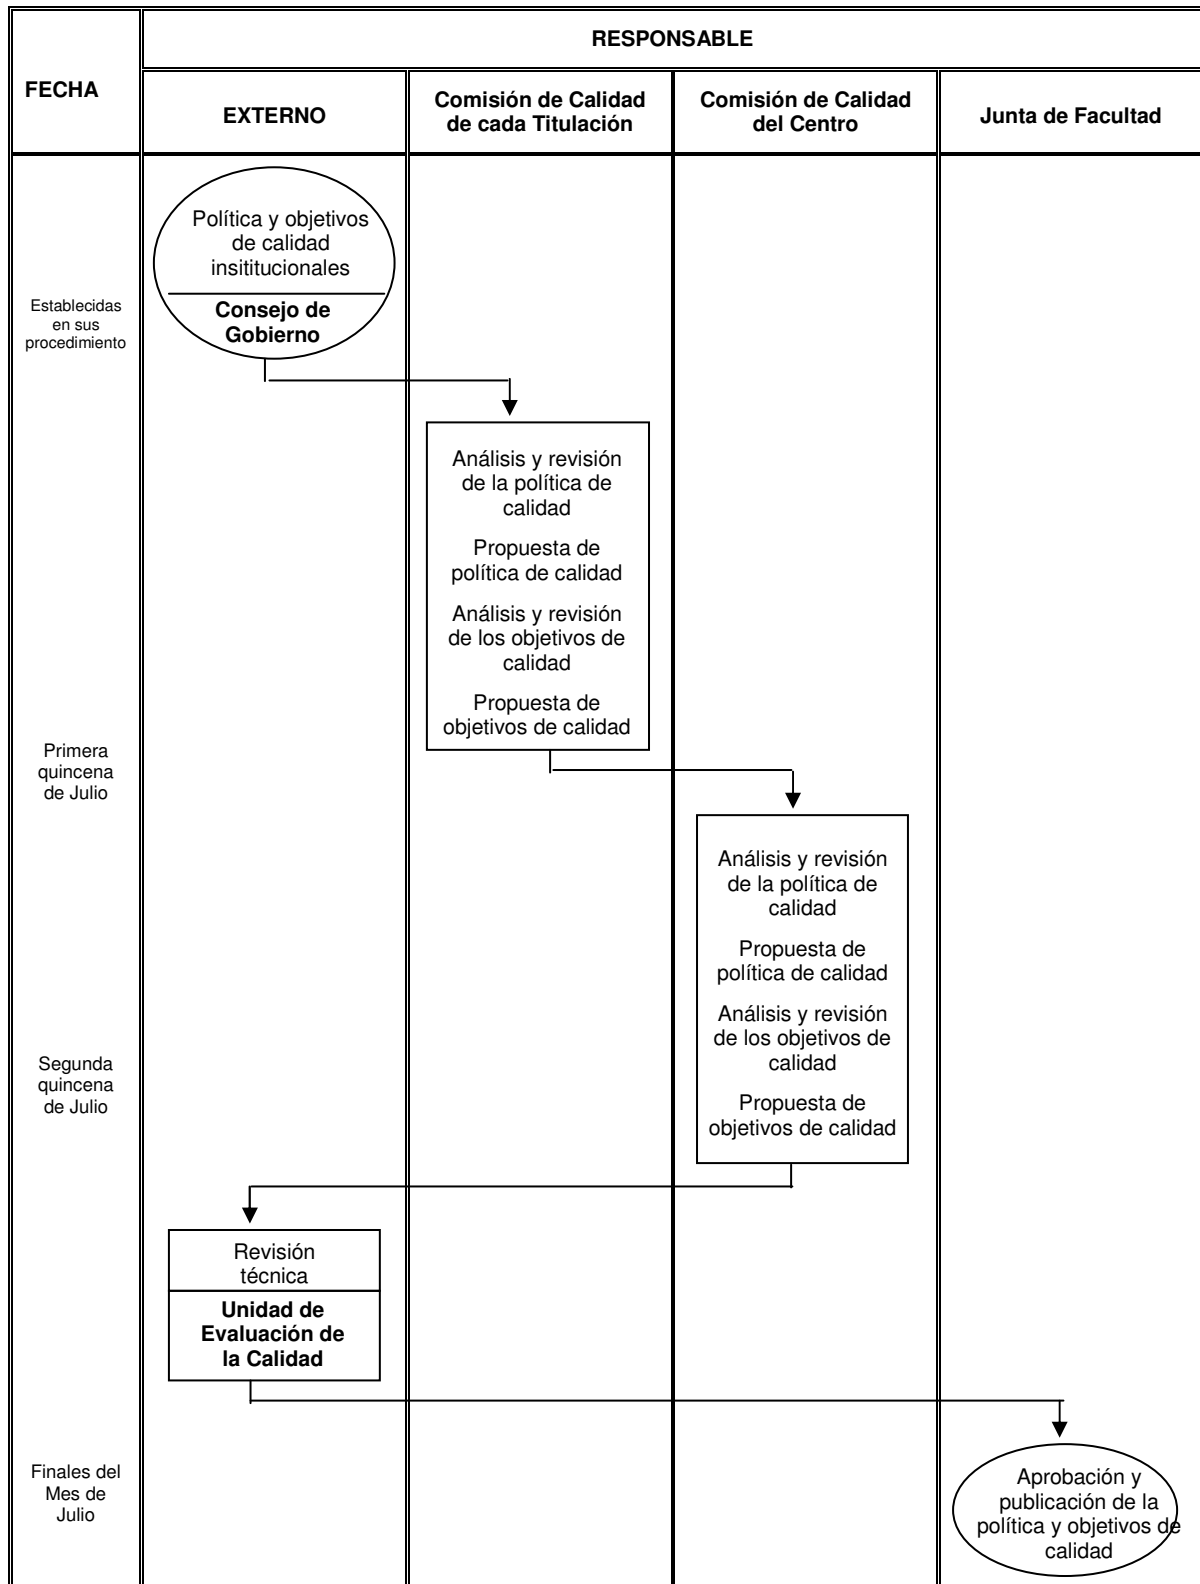 RESPONSABLE
FECHA
EXTERNO
Comisión de Calidad
de cada Titulación
Comisión de Calidad
del Centro
Junta de Facultad
Política y objetivos
de calidad
insititucionales
Consejo de
Gobierno
Establecidas
en sus
procedimiento
Análisis y revisión
de la política de
calidad
Propuesta de
política de calidad
Análisis y revisión
de los objetivos de
calidad
Propuesta de
objetivos de calidad
Primera
quincena
de Julio
Análisis y revisión
de la política de
calidad
Propuesta de
política de calidad
Análisis y revisión
de los objetivos de
calidad
Propuesta de
objetivos de calidad
Segunda
quincena
de Julio
Revisión
técnica
Unidad de
Evaluación de
la Calidad
Finales del
Mes de
Julio
Aprobación y
publicación de la
política y objetivos de
calidad